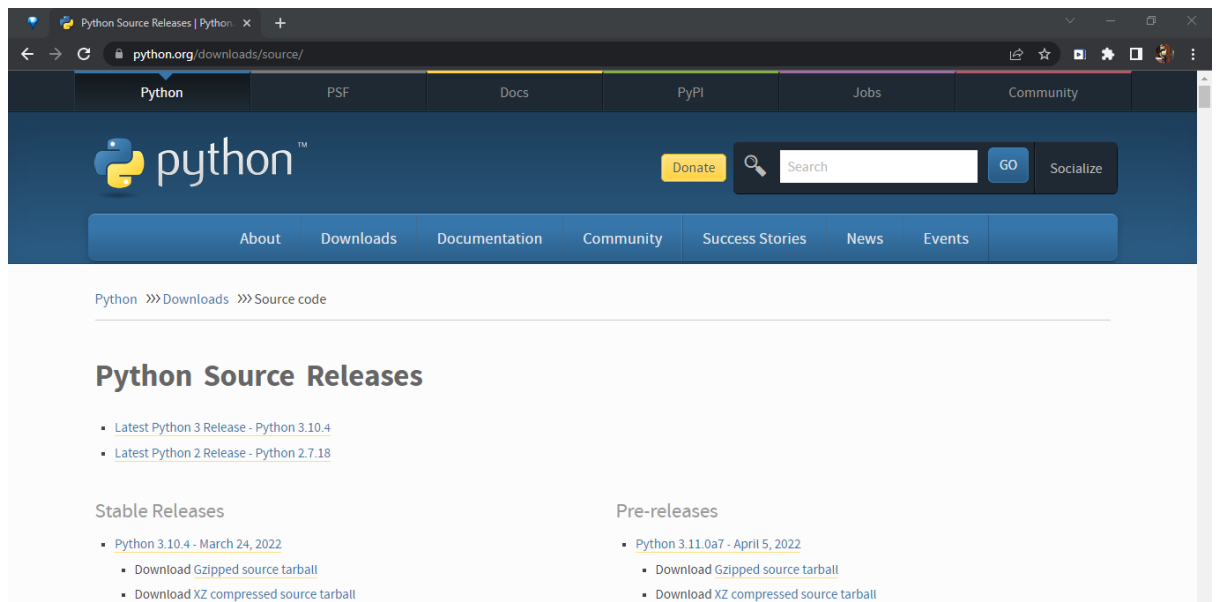 Python Source Releases | Python.
python.org/downloads/source/
Python PSF Docs PyPI Jobs Community
python™
Donate Search GO Socialize
About Downloads Documentation Community Success Stories News Events
Python >>> Downloads >>> Source code
Python Source Releases
Latest Python 3 Release - Python 3.10.4
Latest Python 2 Release - Python 2.7.18
Stable Releases
Python 3.10.4 - March 24, 2022
Download Gzipped source tarball
Download XZ compressed source tarball
Pre-releases
Python 3.11.0a7 - April 5, 2022
Download Gzipped source tarball
Download XZ compressed source tarball